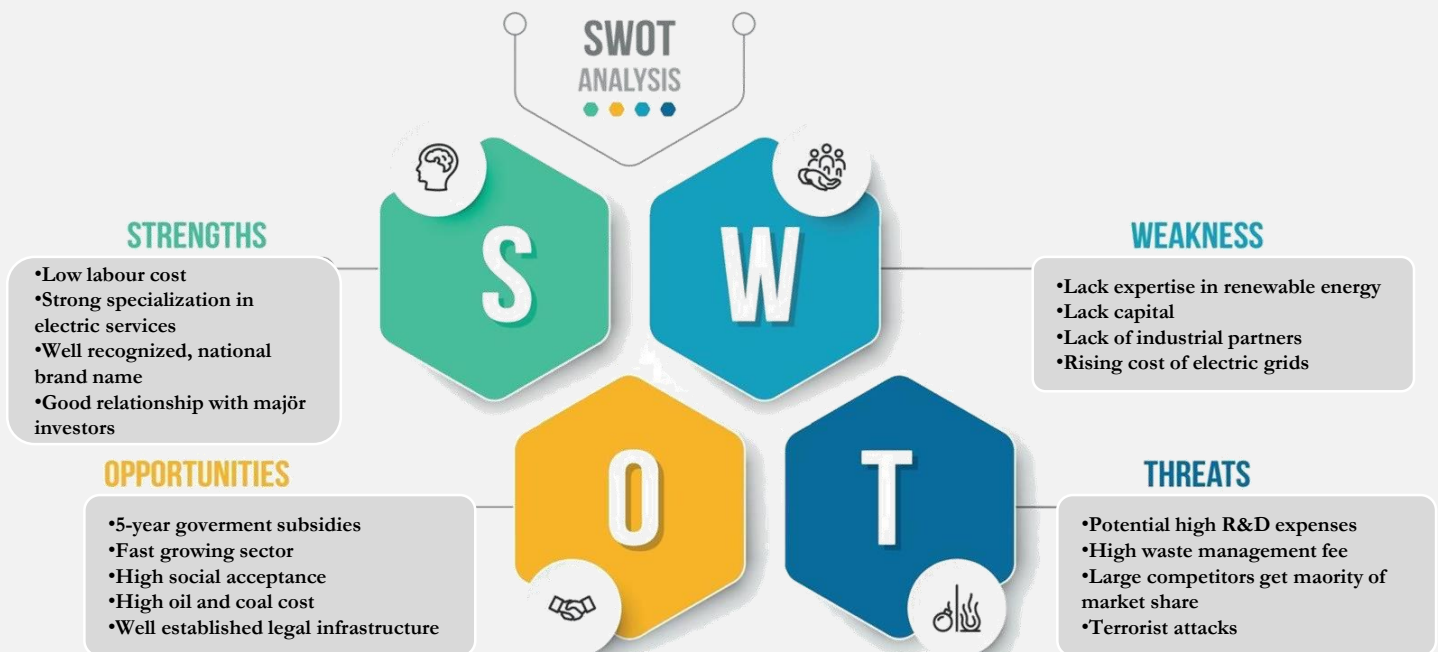 SWOT
ANALYSIS
S
W
STRENGTHS
•Low labour cost
•Strong specialization in
electric services
•Well recognized, national
brand name
•Good relationship with majör
investors
WEAKNESS
•Lack expertise in renewable energy
•Lack capital
•Lack of industrial partners
•Rising cost of electric grids
O
T
OPPORTUNITIES
•5-year goverment subsidies
•Fast growing sector
•High social acceptance
•High oil and coal cost
•Well established legal infrastructure
THREATS
•Potential high R&D expenses
•High waste management fee
•Large competitors get maority of
market share
•Terrorist attacks